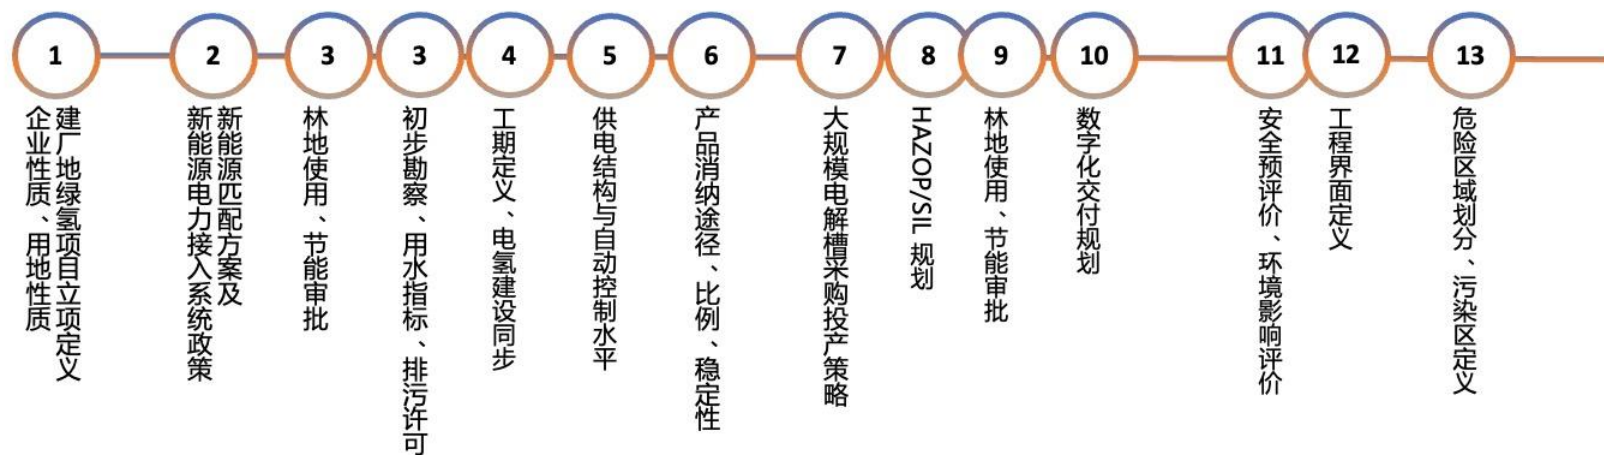 1
建厂地绿氢项目立项定义
企业性质、用地性质
2
新能源匹配方案及
新能源电力接入系统政策
3
林地使用、节能审批
3
初步勘察、用水指标、排污许可
4
工期定义、电氢建设同步
5
供电结构与自动控制水平
6
产品消纳途径、比例、稳定性
7
大规模电解槽采购投产策略
8
HAZOP/SIL 规划
9
林地使用、节能审批
10
数字化交付规划
11
安全预评价、环境影响评价
12
工程界面定义
13
危险区域划分、污染区定义